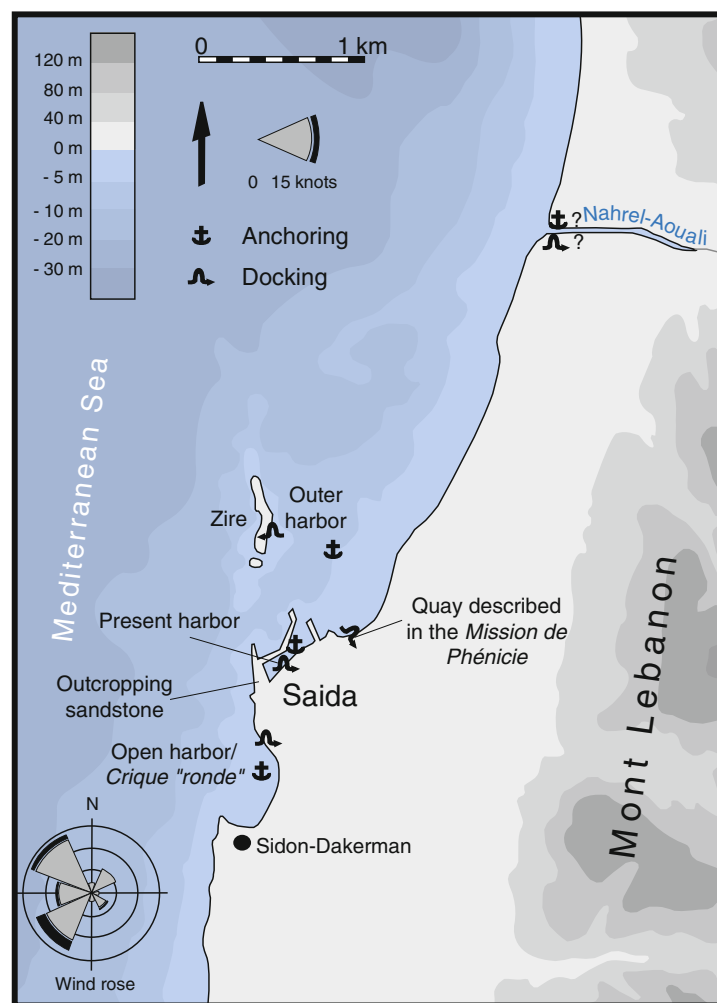 0 1 km
120 m
80 m
40 m
0 m
- 5 m
- 10 m
- 20 m
- 30 m
0 15 knots
Anchoring
Docking
?
Nahrel-Aouali
?
Mediterranean Sea
Zire
Outer
harbor
Present harbor
Quay described
in the Mission de
Phénicie
Outcropping
sandstone
Saida
Mont Lebanon
Open harbor/
Crique "ronde"
N
Sidon-Dakerman
Wind rose